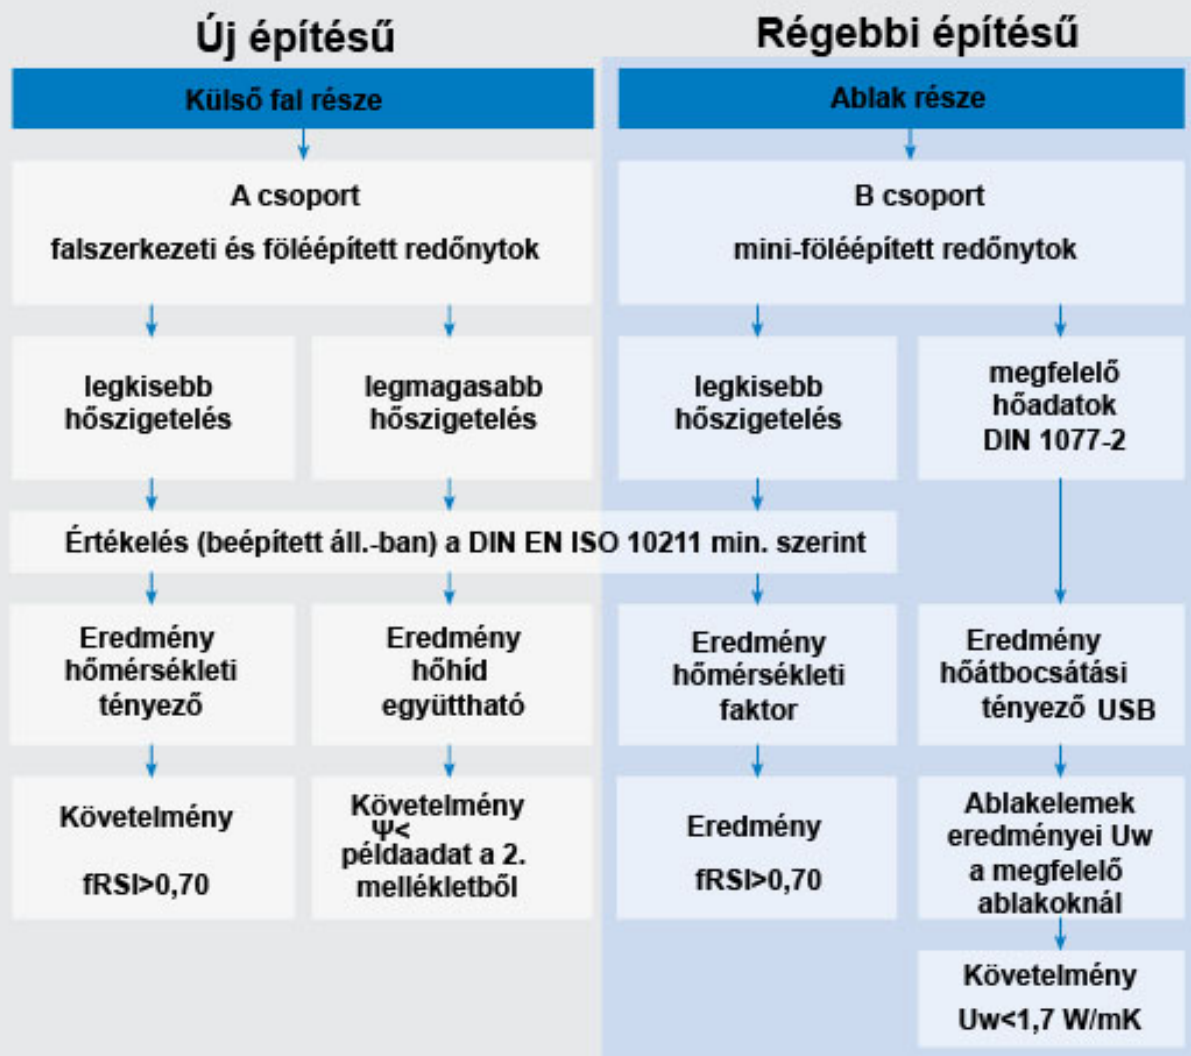 Új építésű
Régebbi építésű
Külső fal része
Ablak része
A csoport
falszerkezeti és föléépített redőnytok
B csoport
mini-föléépített redőnytok
legkisebb
hőszigetelés
legmagasabb
hőszigetelés
legkisebb
hőszigetelés
megfelelő
hőadatok
DIN 1077-2
Értékelés (beépített áll.-ban) a DIN EN ISO 10211 min. szerint
Eredmény
hőmérsékleti
tényező
Eredmény
hőhíd
együttható
Eredmény
hőmérsékleti
faktor
Eredmény
hőátbocsátási
tényező USB
Követelmény
fRSI>0,70
Követelmény
Ψ<
példaadat a 2.
mellékletből
Eredmény
fRSI>0,70
Ablakelemek
eredményei Uw
a megfelelő
ablakoknál
Követelmény
Uw<1,7 W/mK